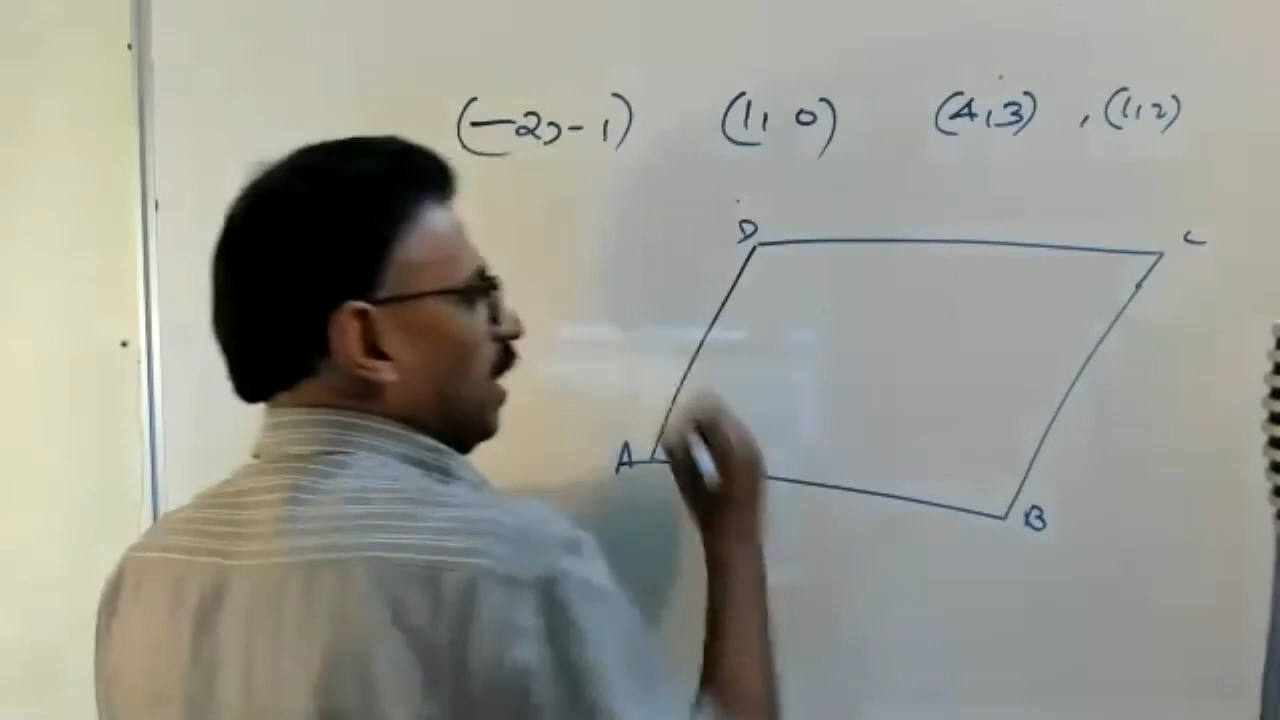 (-2,-1) (1, 0) (4,3) , (1,2)
D C
A B